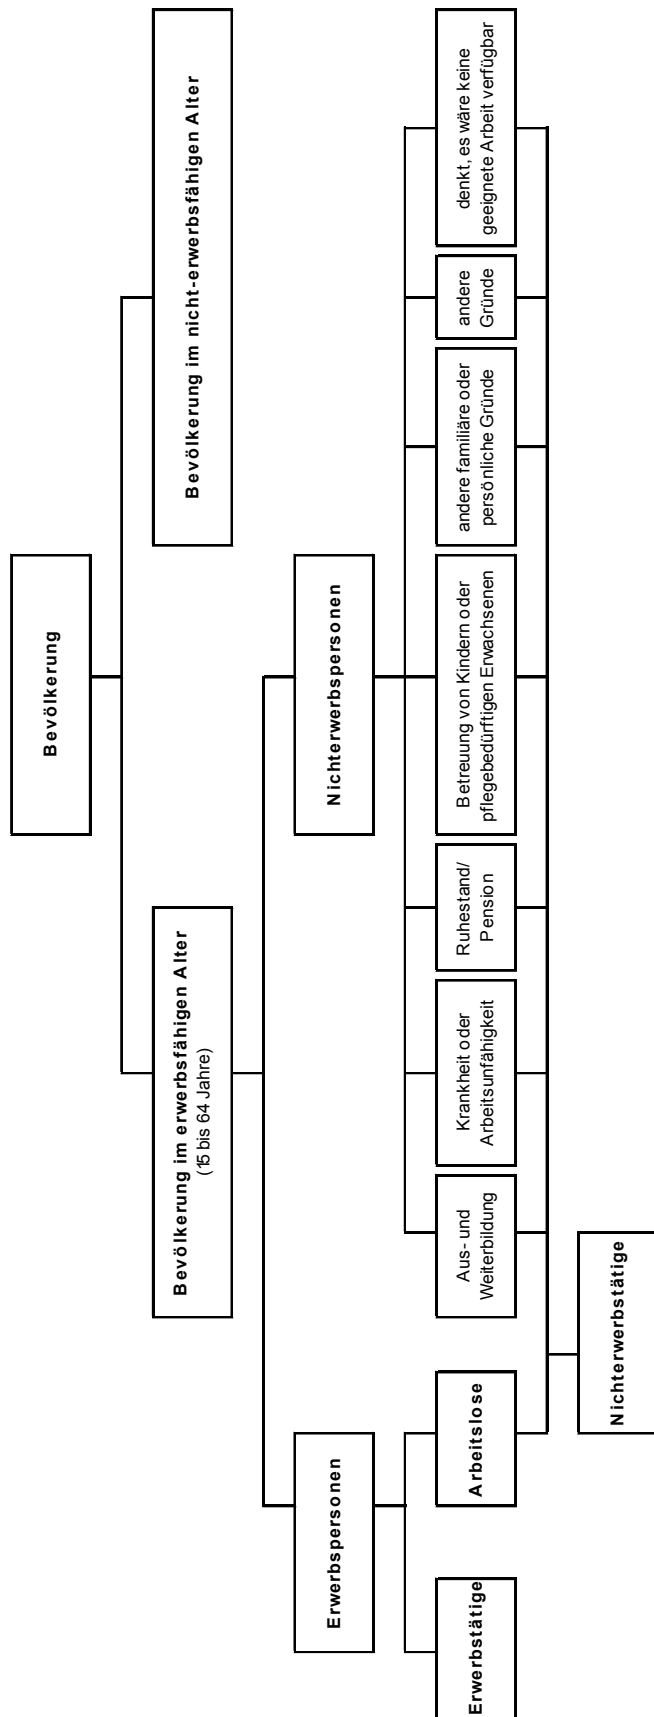 Bevölkerung
Bevölkerung im erwerbsfähigen Alter
(15 bis 64 Jahre)
Bevölkerung im nicht-erwerbsfähigen Alter
Erwerbspersonen
Nichterwerbspersonen
Erwerbstätige
Arbeitslose
Aus- und
Weiterbildung
Krankheit oder
Arbeitsunfähigkeit
Ruhestand/
Pension
Betreuung von Kindern oder
pflegebedürftigen Erwachsenen
andere familiäre oder
persönliche Gründe
andere
Gründe
denkt, es wäre keine
geeignete Arbeit verfügbar
Nichterwerbstätige